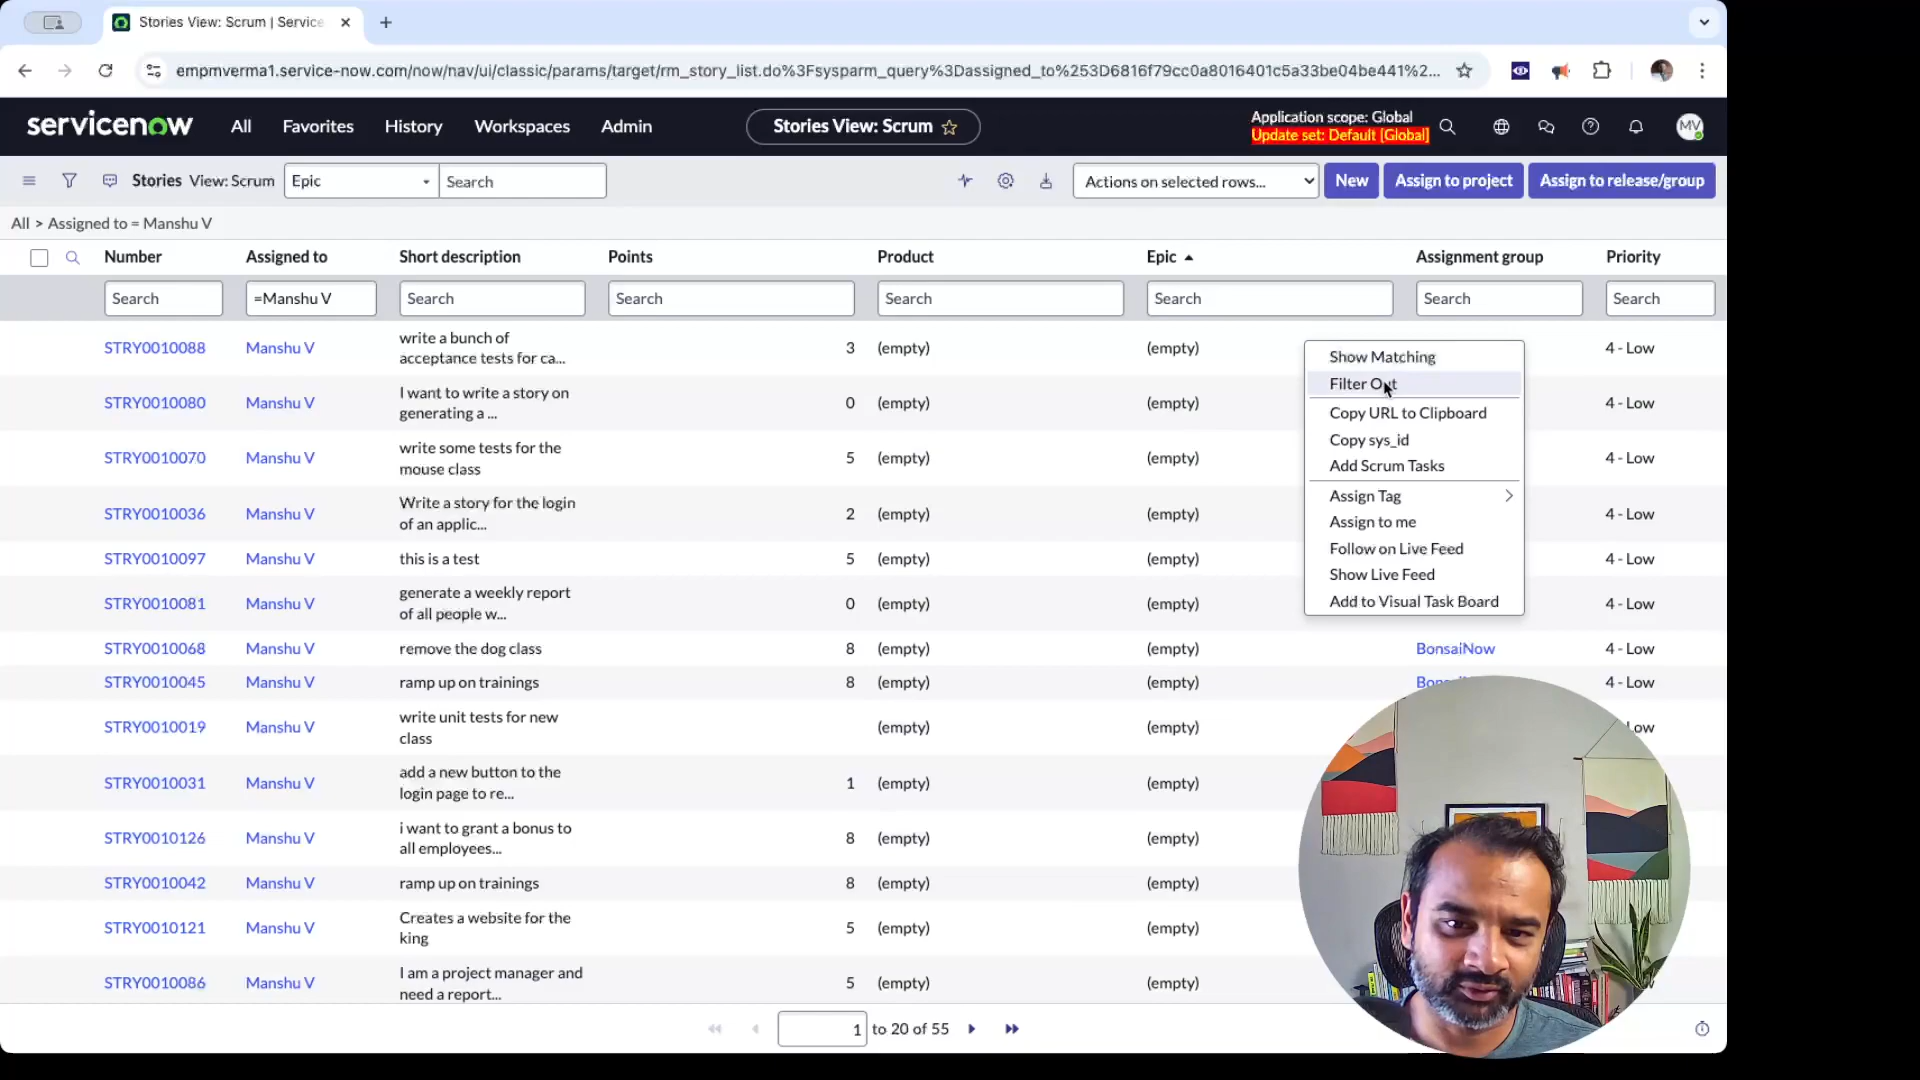 Stories View: Scrum | Service
empmverma1.service-now.com/now/nav/ui/classic/params/target/rm_story_list.do%3Fsysparm_query%3Dassigned_to%253D6816f79cc0a8016401c5a33be04be441%2...
servicenow All Favorites History Workspaces Admin Stories View: Scrum Application scope: Global
Update set: Default [Global] MV
Stories View: Scrum Epic Search Actions on selected rows... New Assign to project Assign to release/group
All > Assigned to = Manshu V
Number Assigned to Short description Points Product Epic Assignment group Priority
Search =Manshu V Search Search Search Search Search Search
STRY0010088 Manshu V write a bunch of acceptance tests for ca... 3 (empty) (empty) 4 - Low
STRY0010080 Manshu V I want to write a story on generating a ... 0 (empty) (empty) 4 - Low
STRY0010070 Manshu V write some tests for the mouse class 5 (empty) (empty) 4 - Low
STRY0010036 Manshu V Write a story for the login of an applic... 2 (empty) (empty) 4 - Low
STRY0010097 Manshu V this is a test 5 (empty) (empty) 4 - Low
STRY0010081 Manshu V generate a weekly report of all people w... 0 (empty) (empty) 4 - Low
STRY0010068 Manshu V remove the dog class 8 (empty) (empty) BonsaiNow 4 - Low
STRY0010045 Manshu V ramp up on trainings 8 (empty) (empty) 4 - Low
STRY0010019 Manshu V write unit tests for new class (empty) (empty) Low
STRY0010031 Manshu V add a new button to the login page to re... 1 (empty) (empty)
STRY0010126 Manshu V i want to grant a bonus to all employees... 8 (empty) (empty)
STRY0010042 Manshu V ramp up on trainings 8 (empty) (empty)
STRY0010121 Manshu V Creates a website for the king 5 (empty) (empty)
STRY0010086 Manshu V I am a project manager and need a report... 5 (empty) (empty)
Show Matching
Filter Out
Copy URL to Clipboard
Copy sys_id
Add Scrum Tasks
Assign Tag
Assign to me
Follow on Live Feed
Show Live Feed
Add to Visual Task Board
1 to 20 of 55